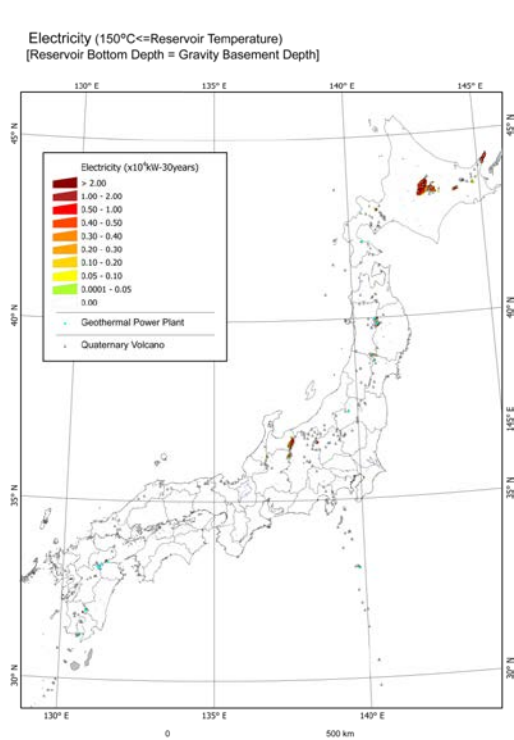 Electricity (150°C<=Reservoir Temperature)
[Reservoir Bottom Depth = Gravity Basement Depth]
130° E
140° E
145° E
45° N
45° N
Electricity (x10⁴kW-30years)
> 2.00
1.00 - 2.00
0.50 - 1.00
0.40 - 0.50
0.30 - 0.40
0.20 - 0.30
0.10 - 0.20
0.05 - 0.10
0.0001 - 0.05
0.00
Geothermal Power Plant
Quaternary Volcano
40° N
40° N
145° E
35° N
35° N
30° N
30° N
130° E
135° E
140° E
0
500 km